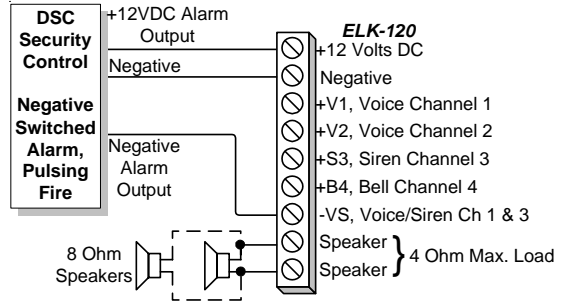 DSC
Security
Control
Negative
Switched
Alarm,
Pulsing
Fire
+12VDC Alarm
Output
Negative
Negative
Alarm
Output
8 Ohm
Speakers
ELK-120
+12 Volts DC
Negative
+V1, Voice Channel 1
+V2, Voice Channel 2
+S3, Siren Channel 3
+B4, Bell Channel 4
-VS, Voice/Siren Ch 1 & 3
Speaker
Speaker
} 4 Ohm Max. Load